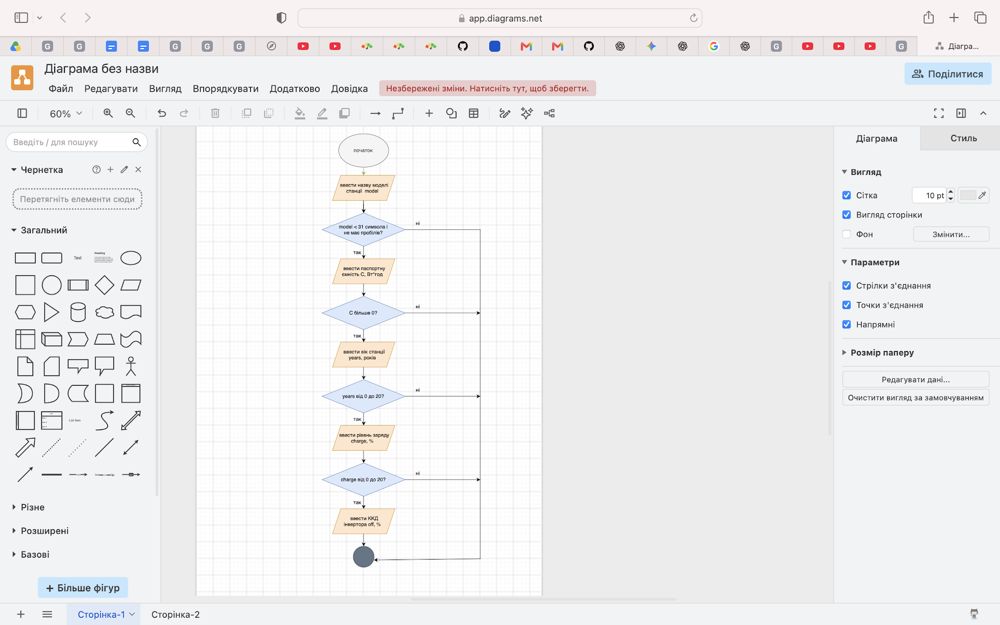 app.diagrams.net
Діагра...
Діаграма без назви
Файл Редагувати Вигляд Впорядкувати Додатково Довідка
Незбережені зміни. Натисніть тут, щоб зберегти.
Поділитися
60%
Введіть / для пошуку
Чернетка
Перетягніть елементи сюди
Загальний
Text
Heading
List
List Item
Різне
Розширені
Базові
+ Більше фігур
початок
ввести назву моделі
станції model
model < 31 символа і
не має пробілів?
ні
так
ввести паспортну
ємність C, Вт*год
C більше 0?
ні
так
ввести вік станції
years, років
years від 0 до 20?
ні
так
ввести рівень заряду
charge, %
charge від 0 до 20?
ні
так
ввести ККД
інвертора off, %
Діаграма
Стиль
Вигляд
Сітка
10 pt
Вигляд сторінки
Фон
Змінити...
Параметри
Стрілки з'єднання
Точки з'єднання
Напрямні
Розмір паперу
Редагувати дані...
Очистити вигляд за замовчуванням
Сторінка-1
Сторінка-2